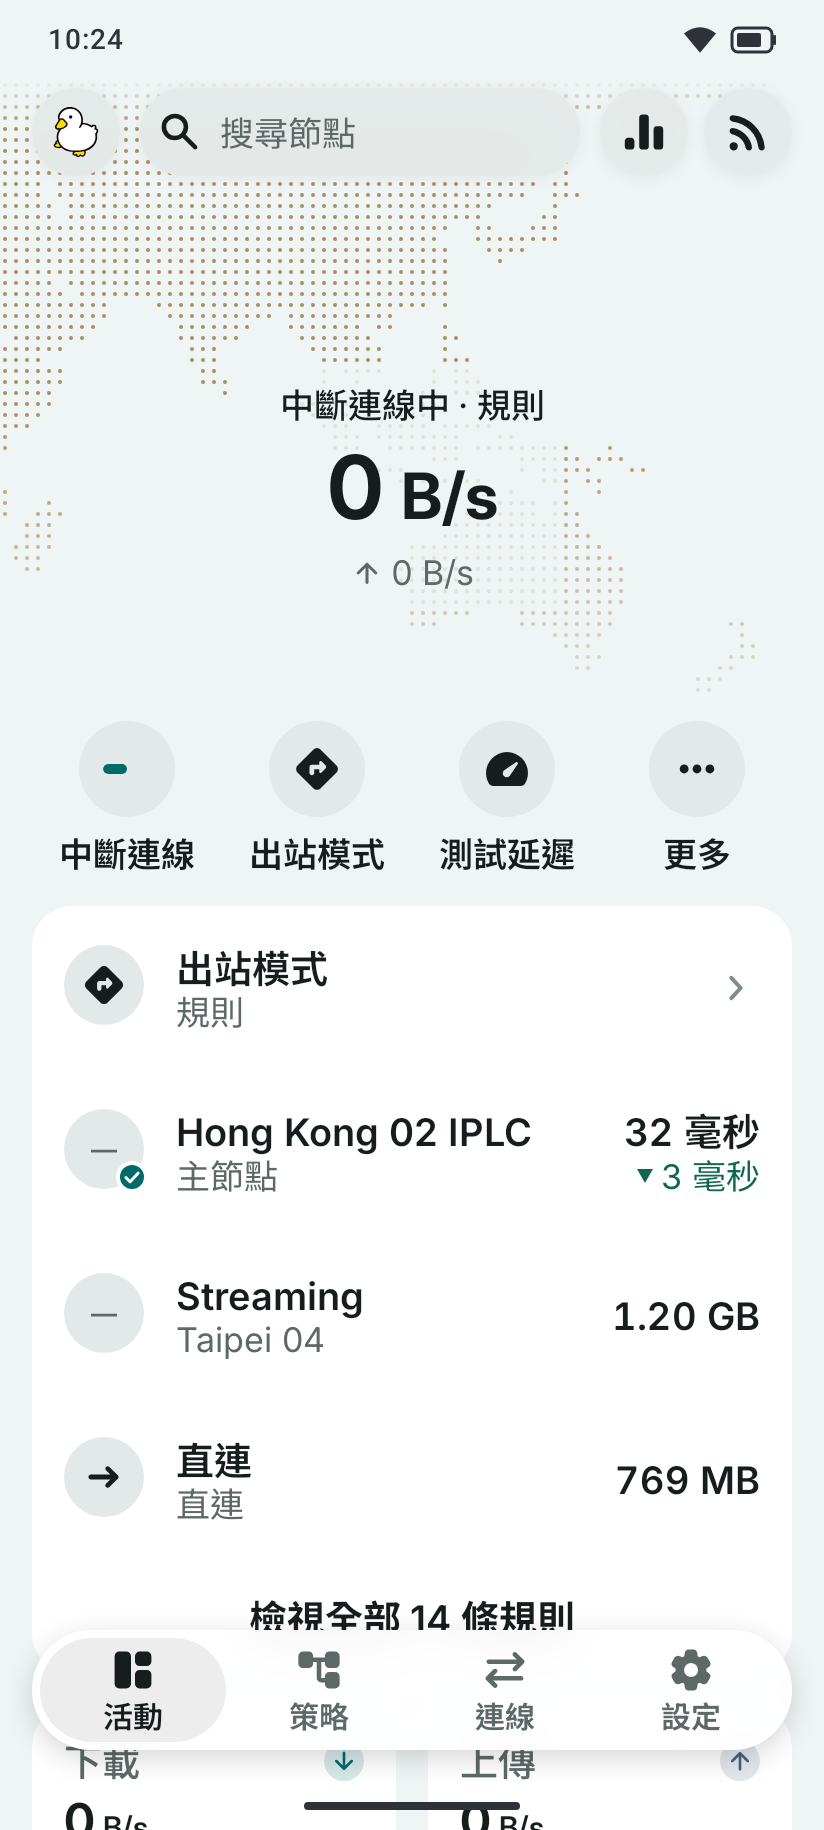 10:24
搜尋節點
中斷連線中 · 規則
0 B/s
↑ 0 B/s
中斷連線
出站模式
測試延遲
更多
出站模式
規則
Hong Kong 02 IPLC
32 毫秒
主節點
▼3 毫秒
Streaming
1.20 GB
Taipei 04
直連
769 MB
直連
檢視全部 14 條規則
活動
策略
連線
設定
下載
上傳
0 B/s
0 B/s